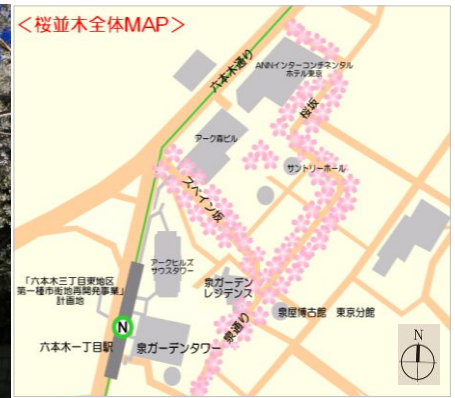 ＜桜並木全体MAP＞
六本木通り
ANNインターコンチネンタル
ホテル東京
桜坂
アーク森ビル
サントリーホール
スペイン坂
アークヒルズ
サウスタワー
「六本木三丁目東地区
第一種市街地再開発事業」
計画地
泉ガーデン
レジデンス
泉屋博古館　東京分館
泉通り
N
六本木一丁目駅
泉ガーデンタワー
N